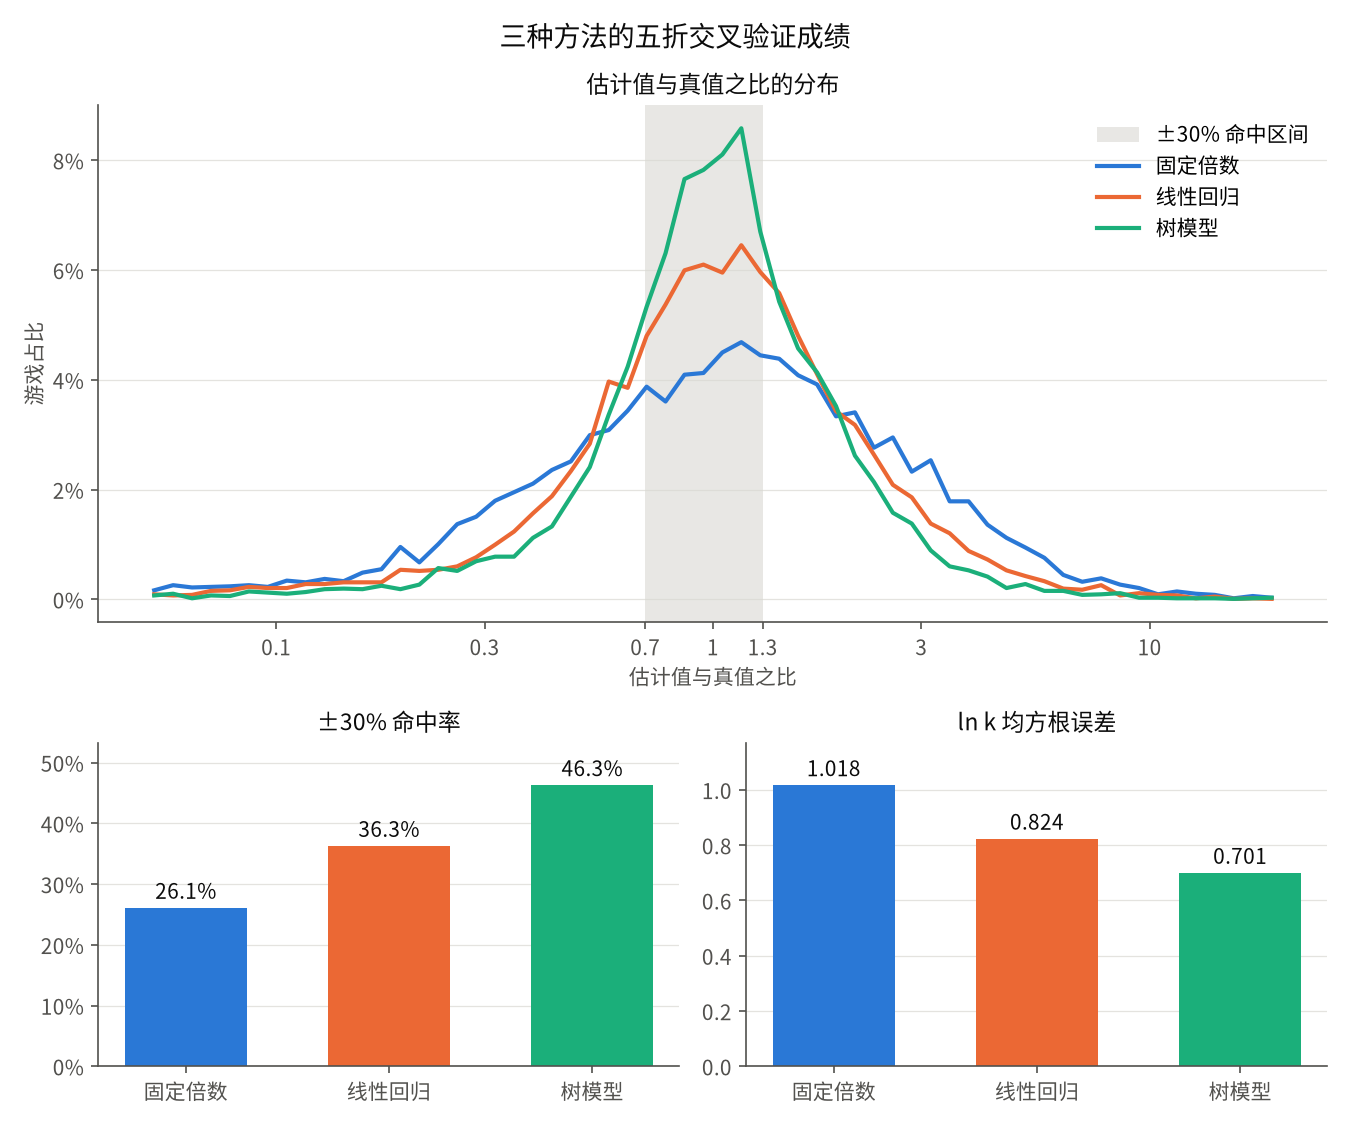 三种方法的五折交叉验证成绩
估计值与真值之比的分布
±30% 命中区间
固定倍数
线性回归
树模型
游戏占比
8%
6%
4%
2%
0%
0.1
0.3
0.7
1
1.3
3
10
估计值与真值之比
±30% 命中率
50%
40%
30%
20%
10%
0%
26.1%
36.3%
46.3%
固定倍数
线性回归
树模型
ln k 均方根误差
1.0
0.8
0.6
0.4
0.2
0.0
1.018
0.824
0.701
固定倍数
线性回归
树模型